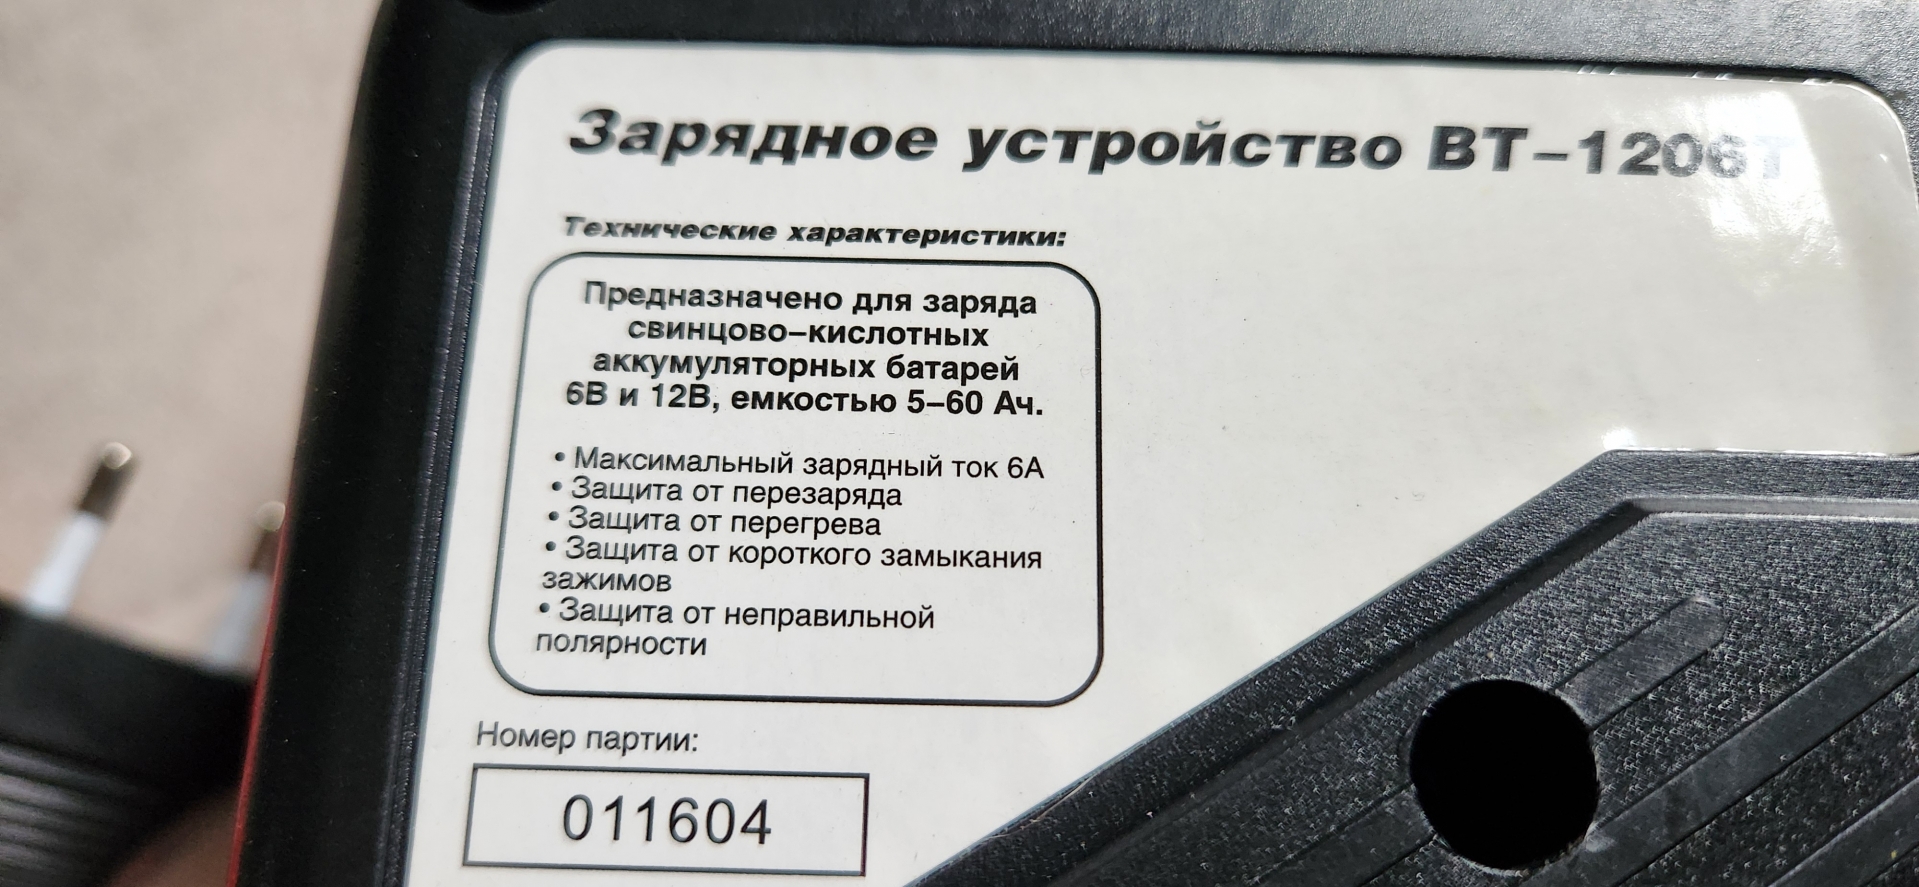 Зарядное устройство ВТ-1206Т
Технические характеристики:
Предназначено для заряда
свинцово-кислотных
аккумуляторных батарей
6В и 12В, емкостью 5-60 Ач.
• Максимальный зарядный ток 6А
• Защита от перезаряда
• Защита от перегрева
• Защита от короткого замыкания
зажимов
• Защита от неправильной
полярности
Номер партии:
011604